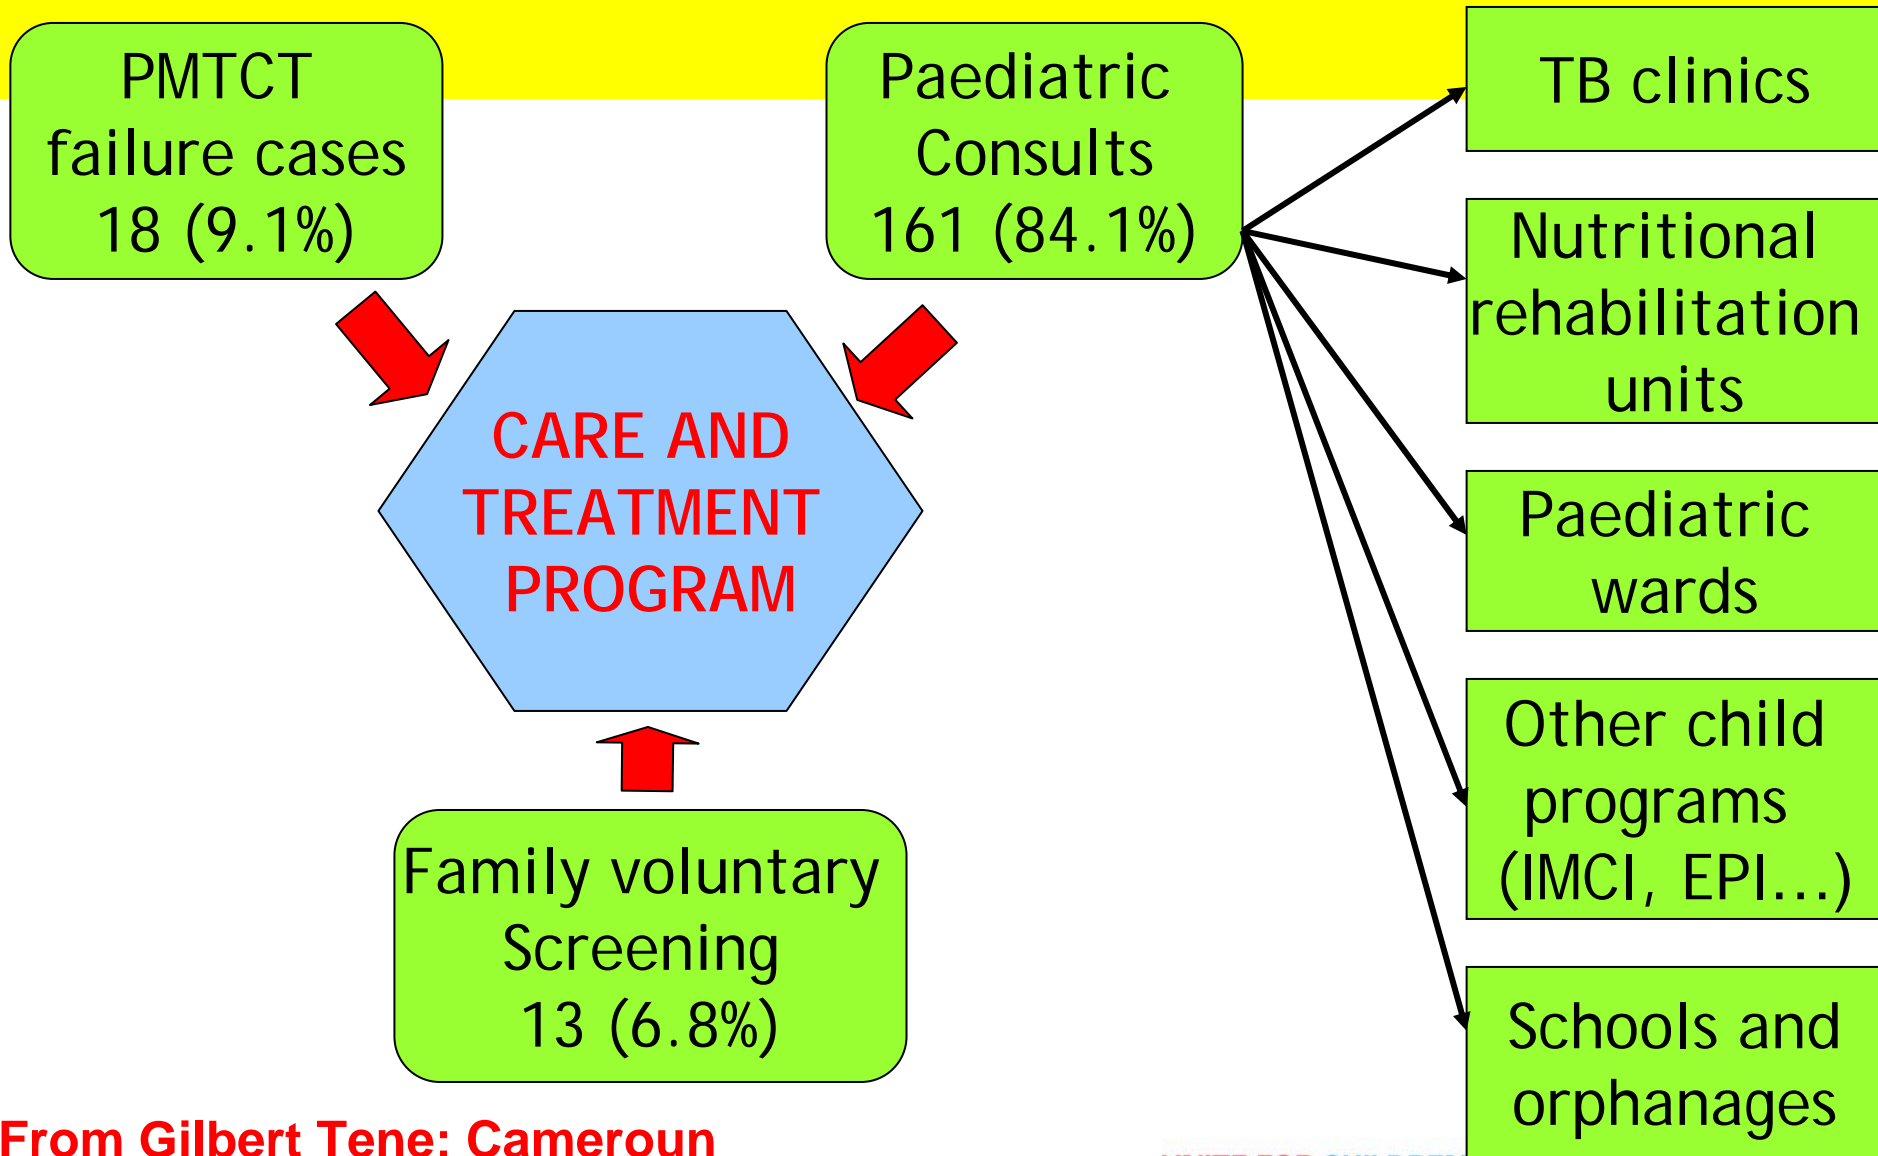 PMTCT
failure cases
18 (9.1%)
Paediatric
Consults
161 (84.1%)
TB clinics
Nutritional
rehabilitation
units
Paediatric
wards
Other child
programs
(IMCI, EPI...)
Schools and
orphanages
CARE AND
TREATMENT
PROGRAM
Family voluntary
Screening
13 (6.8%)
From Gilbert Tene: Cameroun